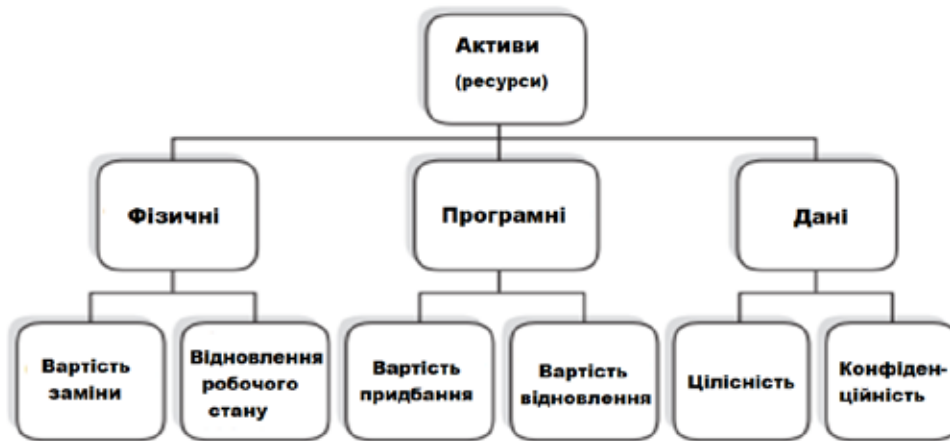 Активи
(ресурси)
Фізичні
Програмні
Дані
Вартість
заміни
Відновлення
робочого
стану
Вартість
придбання
Вартість
відновлення
Цілісність
Конфіден-
ційність